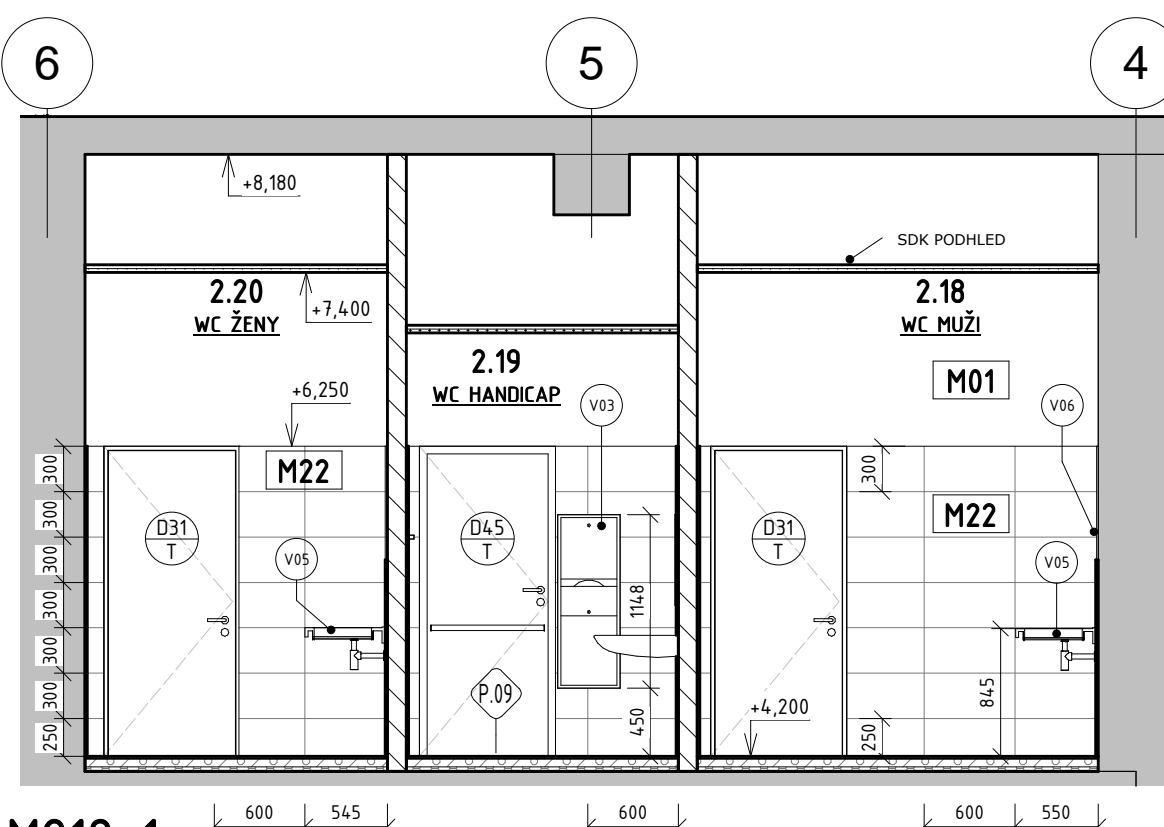 6
5
4
+8,180
SDK PODHLED
2.20
WC ŽENY
+7,400
2.18
WC MUŽI
2.19
WC HANDICAP
M01
+6,250
V03
V06
M22
300
300
300
300
300
300
250
D31
T
V05
D45
T
1148
P.09
450
D31
T
300
M22
V05
845
+4,200
250
600
545
600
600
550